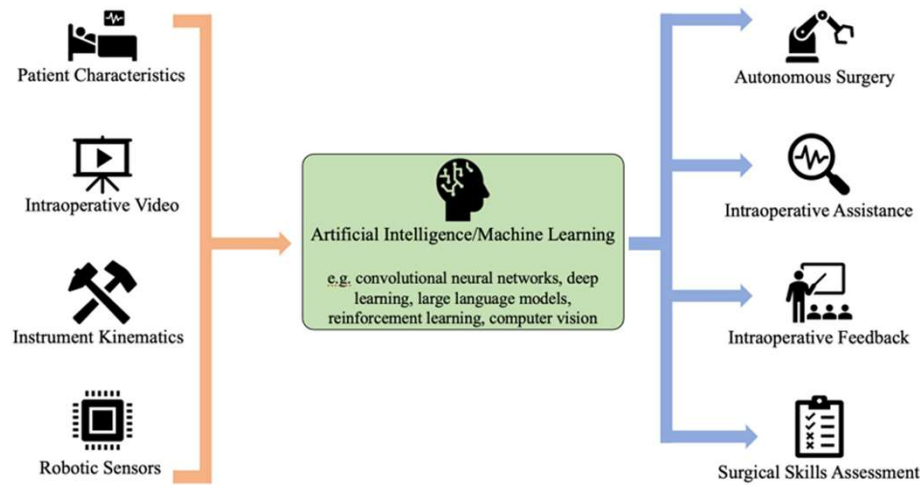 Patient Characteristics
Intraoperative Video
Instrument Kinematics
Robotic Sensors
Artificial Intelligence/Machine Learning
e.g. convolutional neural networks, deep
learning, large language models,
reinforcement learning, computer vision
Autonomous Surgery
Intraoperative Assistance
Intraoperative Feedback
Surgical Skills Assessment